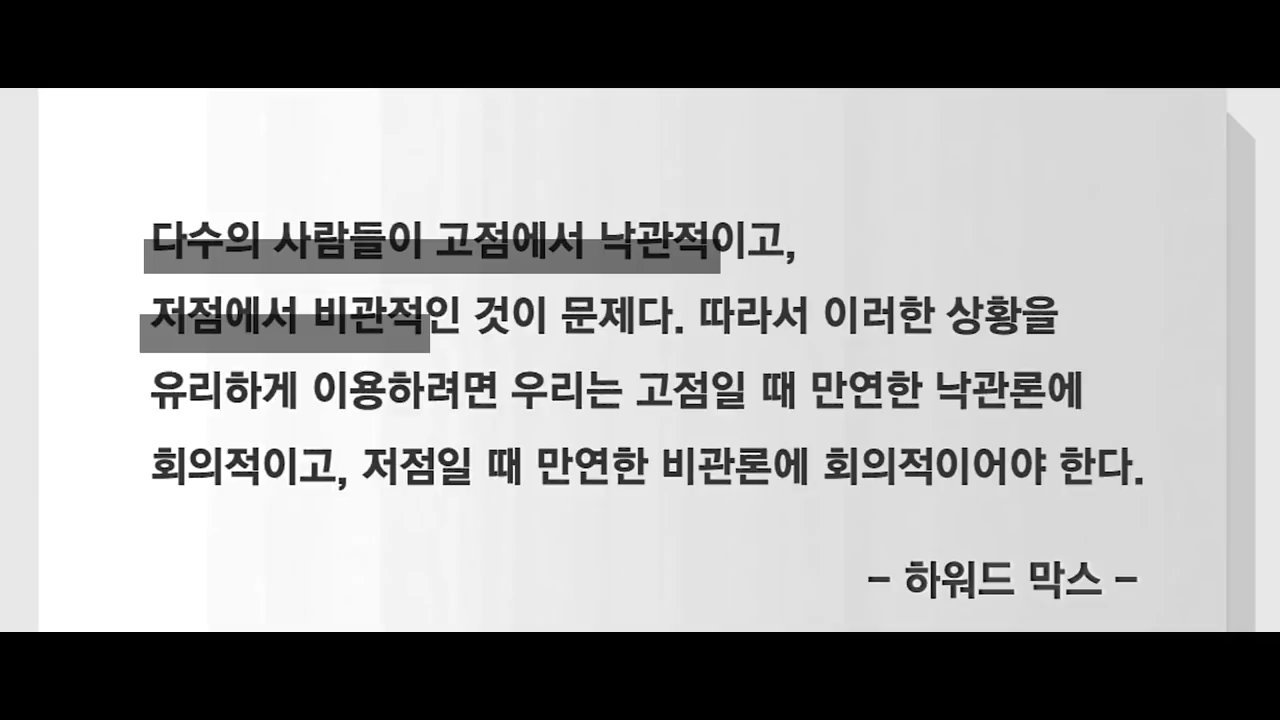 다수의 사람들이 고점에서 낙관적이고,
저점에서 비관적인 것이 문제다. 따라서 이러한 상황을
유리하게 이용하려면 우리는 고점일 때 만연한 낙관론에
회의적이고, 저점일 때 만연한 비관론에 회의적이어야 한다.
– 하워드 막스 –